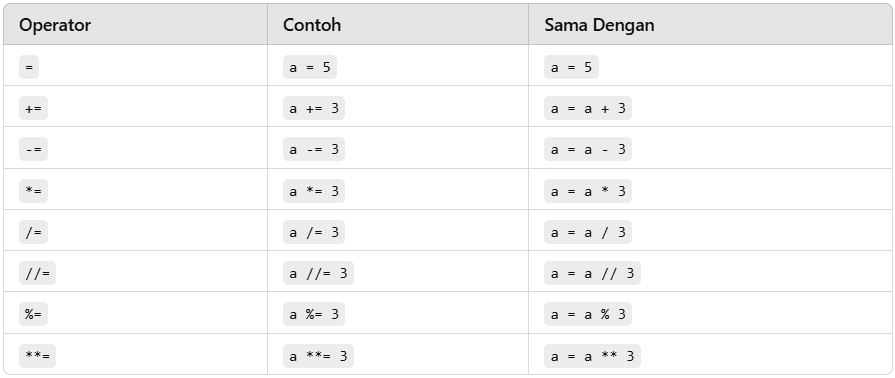 Operator Contoh Sama Dengan
= a = 5 a = 5
+= a += 3 a = a + 3
-= a -= 3 a = a - 3
*= a *= 3 a = a * 3
/= a /= 3 a = a / 3
//= a //= 3 a = a // 3
%= a %= 3 a = a % 3
**= a **= 3 a = a ** 3